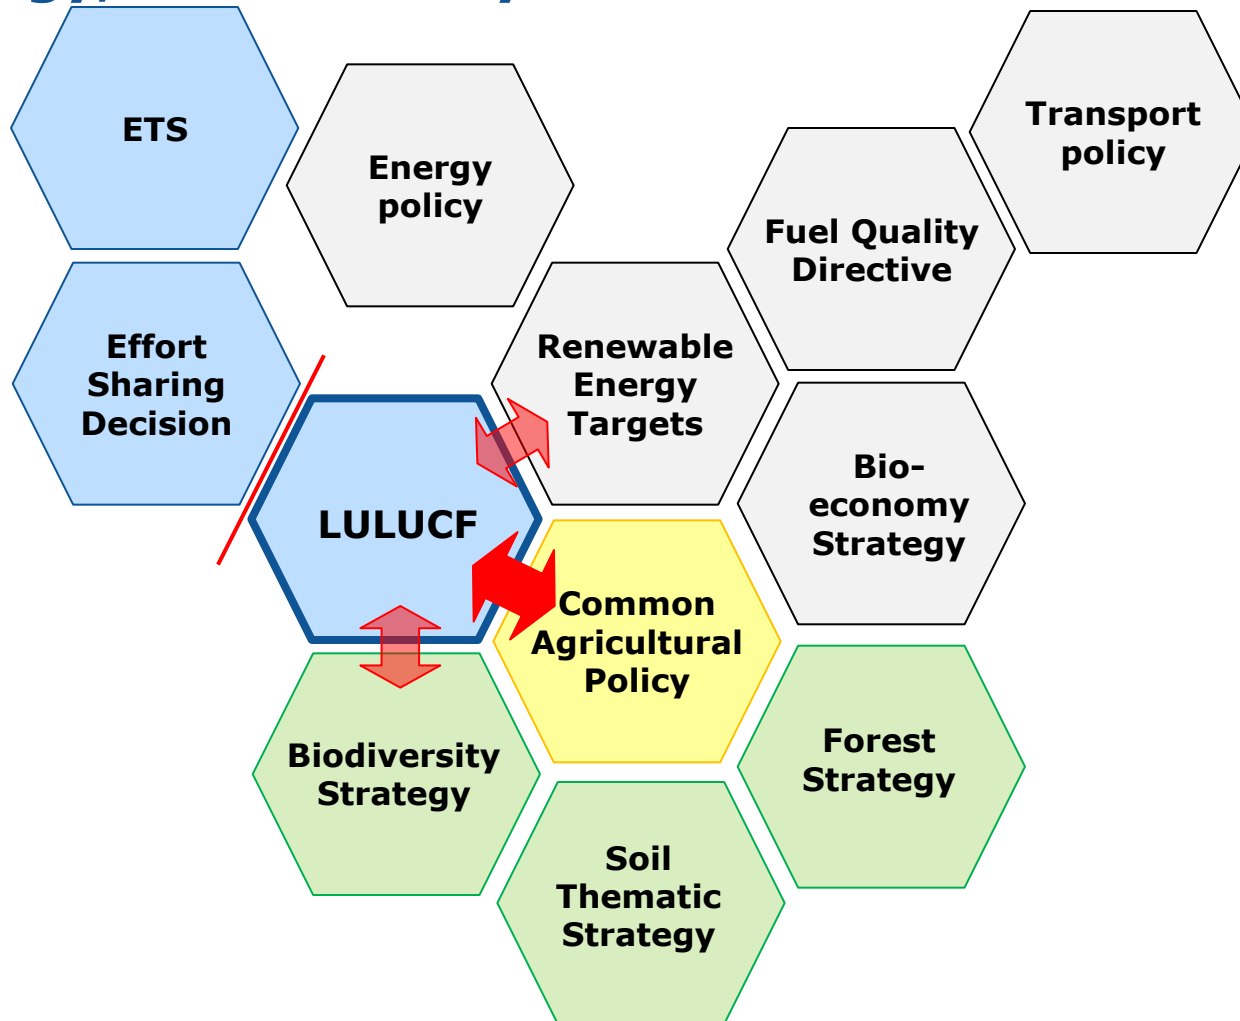 ETS
Energy
policy
Transport
policy
Fuel Quality
Directive
Effort
Sharing
Decision
Renewable
Energy
Targets
Bio-
economy
Strategy
LULUCF
Common
Agricultural
Policy
Biodiversity
Strategy
Forest
Strategy
Soil
Thematic
Strategy